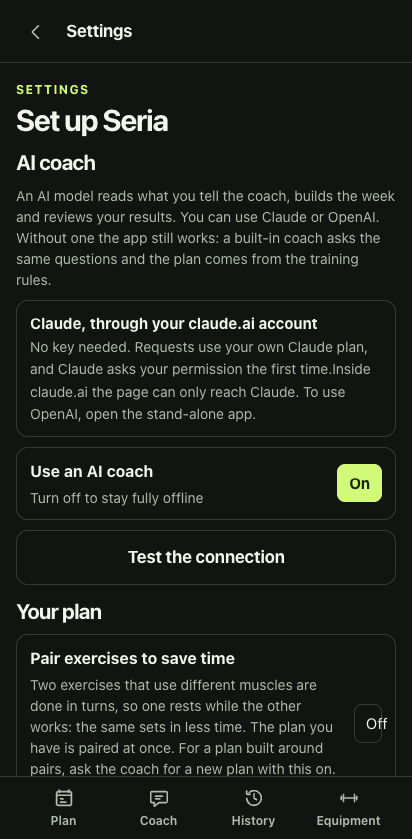 Settings
SETTINGS
Set up Seria
AI coach
An AI model reads what you tell the coach, builds the week
and reviews your results. You can use Claude or OpenAI.
Without one the app still works: a built-in coach asks the
same questions and the plan comes from the training
rules.
Claude, through your claude.ai account
No key needed. Requests use your own Claude plan,
and Claude asks your permission the first time.Inside
claude.ai the page can only reach Claude. To use
OpenAI, open the stand-alone app.
Use an AI coach
Turn off to stay fully offline
On
Test the connection
Your plan
Pair exercises to save time
Two exercises that use different muscles are
done in turns, so one rests while the other
works: the same sets in less time. The plan you
have is paired at once. For a plan built around
pairs, ask the coach for a new plan with this on.
Off
Plan
Coach
History
Equipment